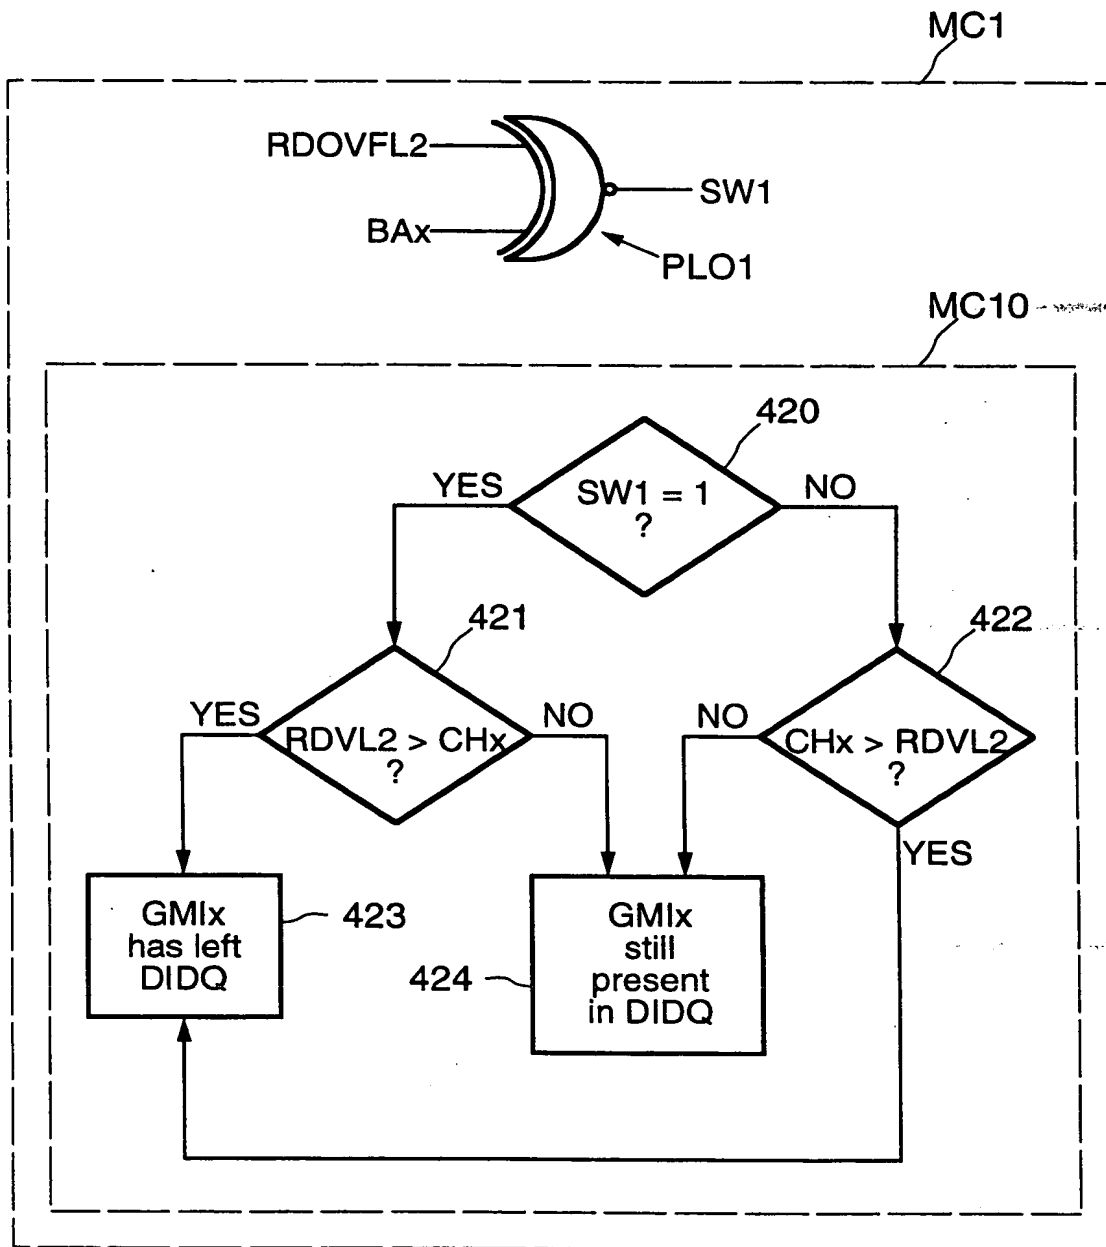 MC1
RDOVFL2
SW1
BAx
PLO1
MC10
420
YES
SW1 = 1
?
NO
421
422
YES
RDVL2 > CHx
?
NO
NO
CHx > RDVL2
?
YES
GMIx
has left
DIDQ
423
424
GMIx
still
present
in DIDQ